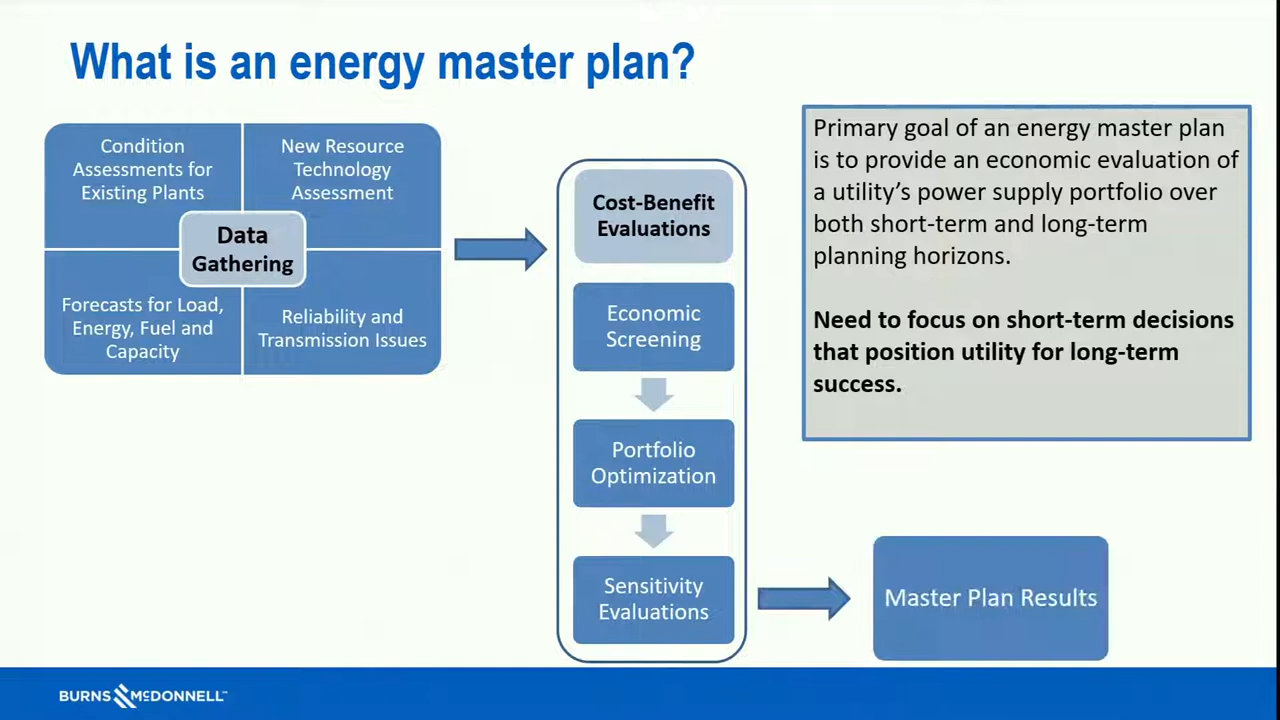 What is an energy master plan?
Condition
Assessments for
Existing Plants
New Resource
Technology
Assessment
Data
Gathering
Forecasts for Load,
Energy, Fuel and
Capacity
Reliability and
Transmission Issues
Cost-Benefit
Evaluations
Economic
Screening
Portfolio
Optimization
Sensitivity
Evaluations
Primary goal of an energy master plan
is to provide an economic evaluation of
a utility’s power supply portfolio over
both short-term and long-term
planning horizons.
Need to focus on short-term decisions
that position utility for long-term
success.
Master Plan Results
BURNS McDONNELL